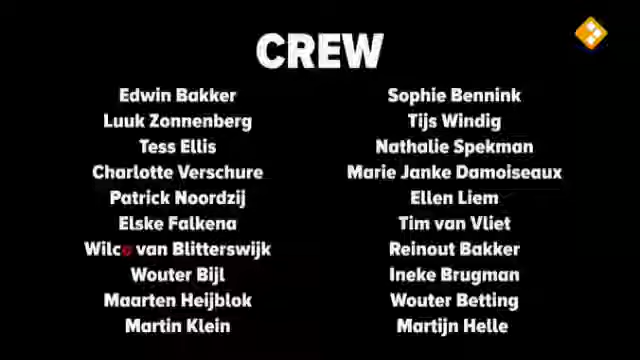 CREW
Edwin Bakker
Luuk Zonnenberg
Tess Ellis
Charlotte Verschure
Patrick Noordzij
Elske Falkena
Wilco van Blitterswijk
Wouter Bijl
Maarten Heijblok
Martin Klein
Sophie Bennink
Tijs Windig
Nathalie Spekman
Marie Janke Damoiseaux
Ellen Liem
Tim van Vliet
Reinout Bakker
Ineke Brugman
Wouter Betting
Martijn Helle